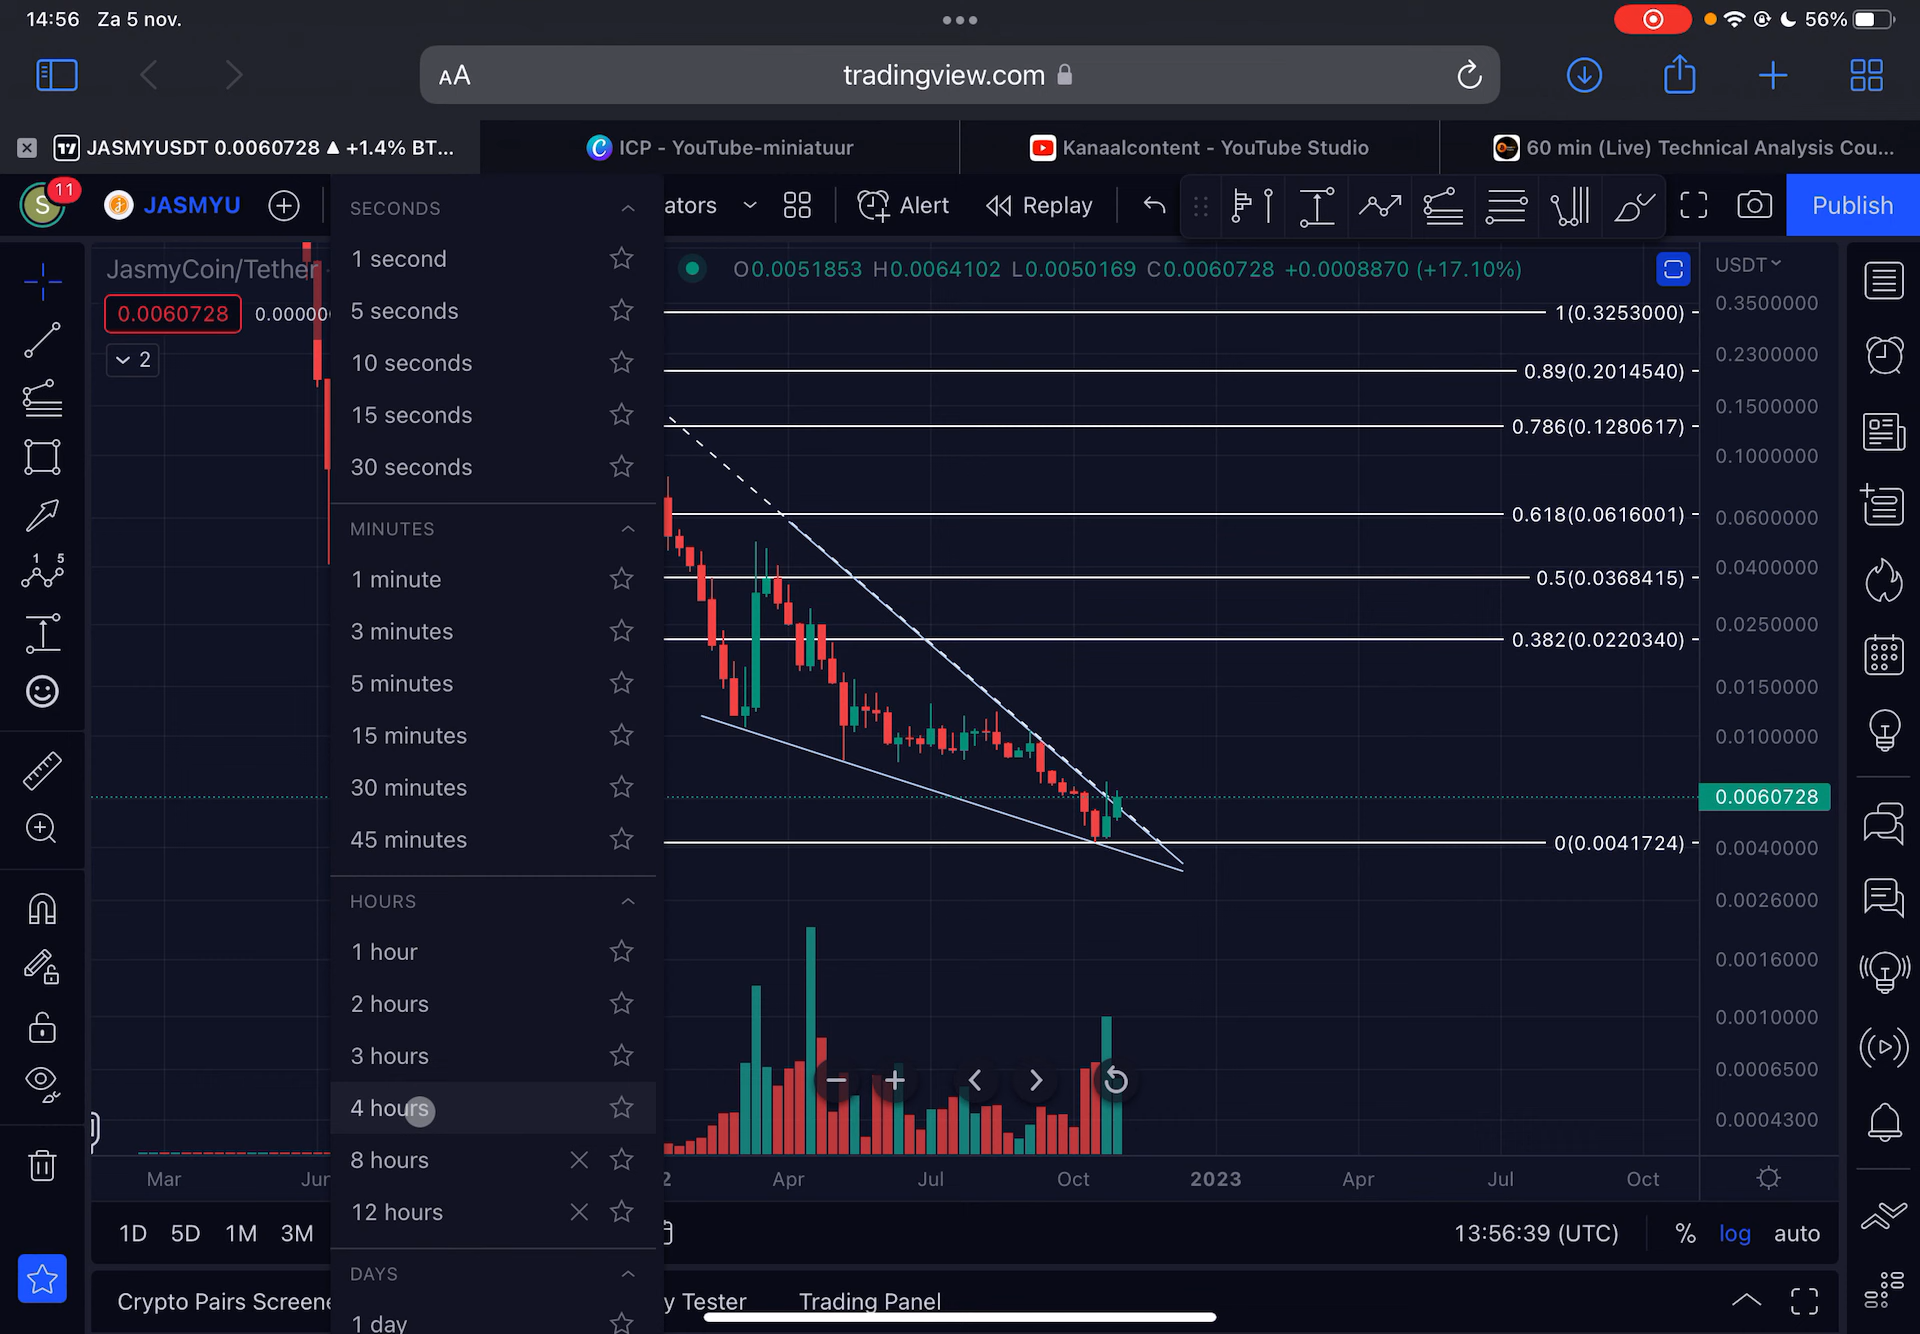 14:56 Za 5 nov.
56%
AA
tradingview.com
JASMYUSDT 0.0060728 ▲ +1.4% BT...
ICP - YouTube-miniatuur
Kanaalcontent - YouTube Studio
60 min (Live) Technical Analysis Cou...
S
11
JASMYU
ators
Alert
Replay
Publish
JasmyCoin/Tether
O0.0051853 H0.0064102 L0.0050169 C0.0060728 +0.0008870 (+17.10%)
0.0060728
0.00000
2
SECONDS
1 second
5 seconds
10 seconds
15 seconds
30 seconds
MINUTES
1 minute
3 minutes
5 minutes
15 minutes
30 minutes
45 minutes
HOURS
1 hour
2 hours
3 hours
4 hours
8 hours
12 hours
DAYS
1 day
1 5
1(0.3253000)
0.89(0.2014540)
0.786(0.1280617)
0.618(0.0616001)
0.5(0.0368415)
0.382(0.0220340)
0(0.0041724)
USDT
0.3500000
0.2300000
0.1500000
0.1000000
0.0600000
0.0400000
0.0250000
0.0150000
0.0100000
0.0060728
0.0040000
0.0026000
0.0016000
0.0010000
0.0006500
0.0004300
Mar
Jun
2
Apr
Jul
Oct
2023
Apr
Jul
Oct
1D 5D 1M 3M
13:56:39 (UTC)
% log auto
Crypto Pairs Screene
y Tester
Trading Panel